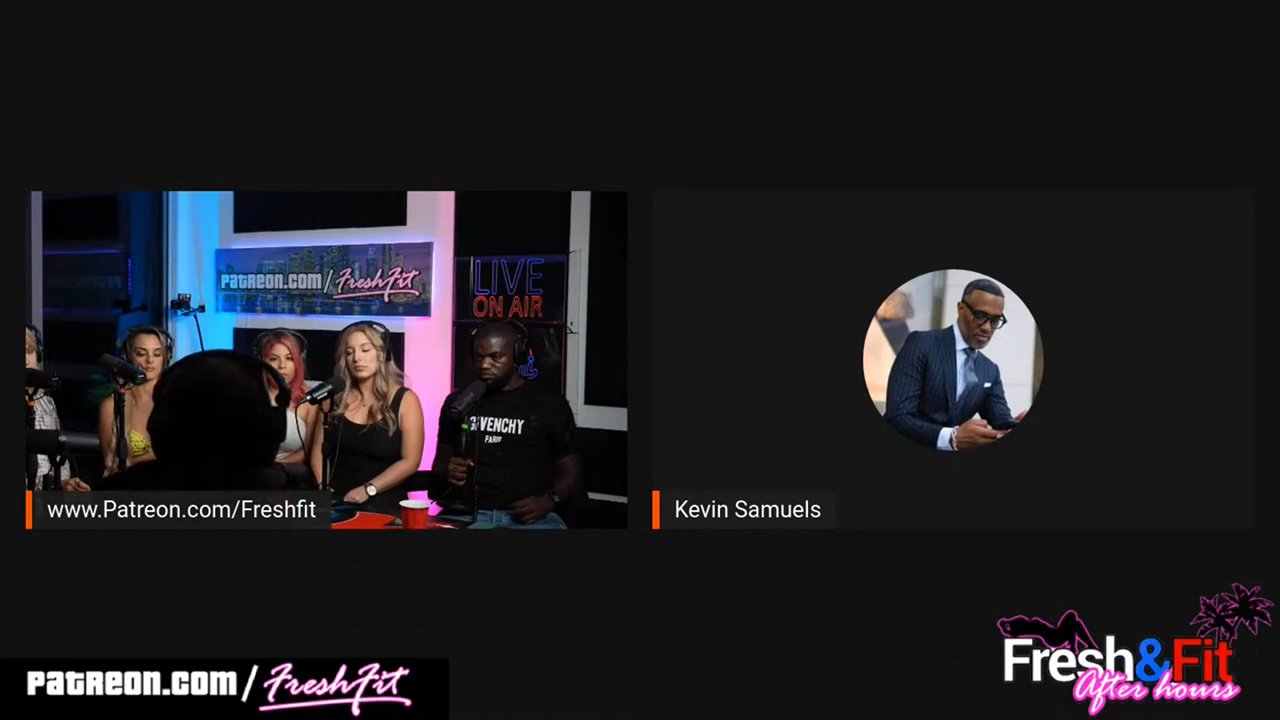 PATREON.COM/FreshFit
LIVE
ON AIR
GIVENCHY
PARIS
www.Patreon.com/Freshfit
Kevin Samuels
PATREON.COM/FreshFit
Fresh&Fit
After hours